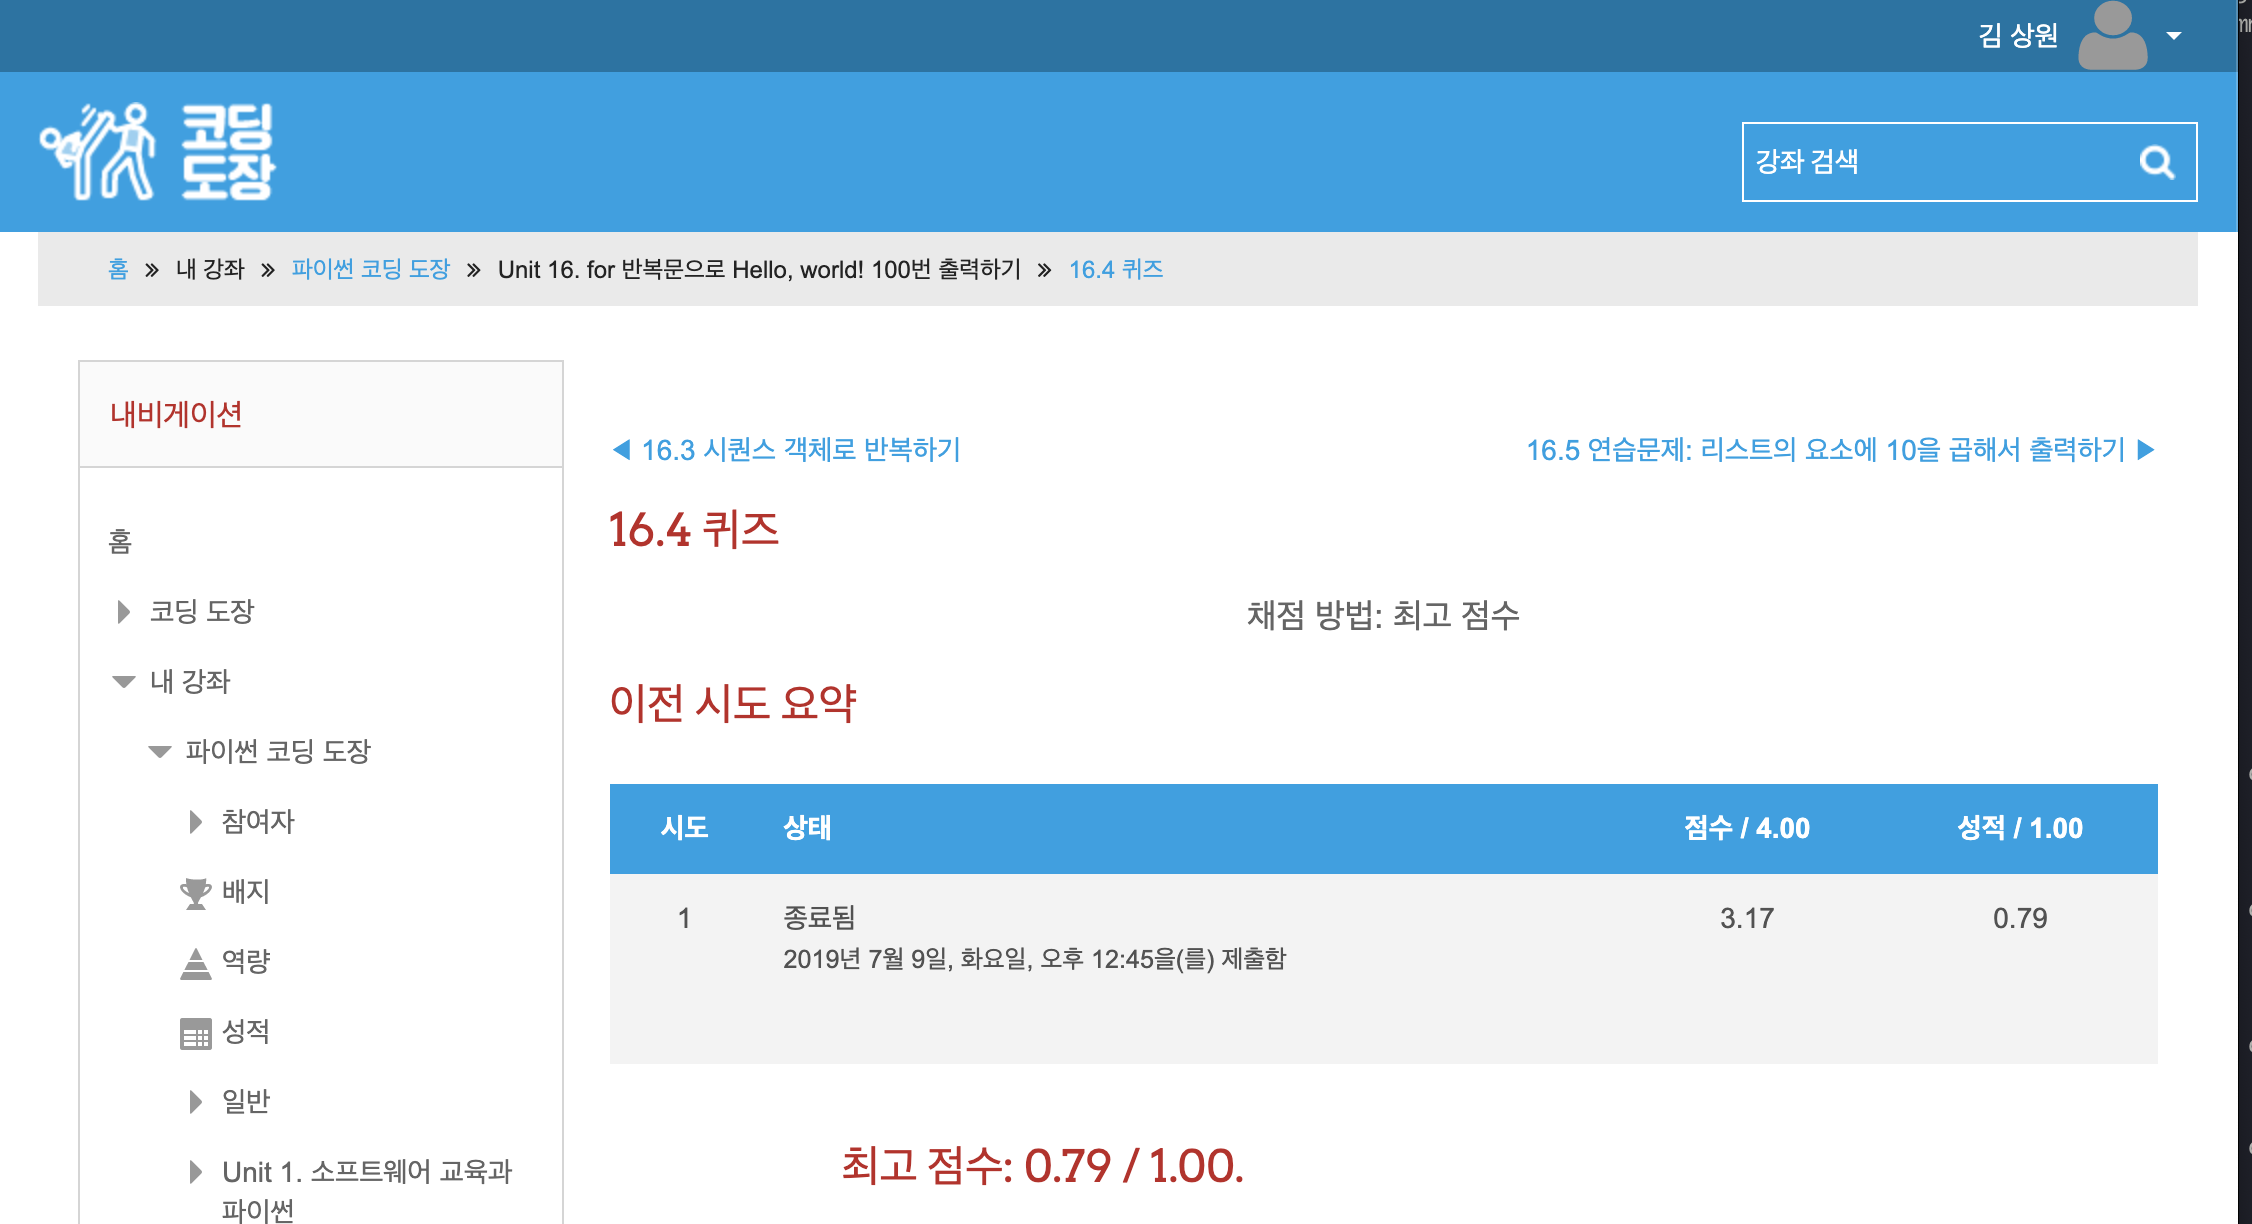 김 상원
코딩
도장
강좌 검색
홈 » 내 강좌 » 파이썬 코딩 도장 » Unit 16. for 반복문으로 Hello, world! 100번 출력하기 » 16.4 퀴즈
내비게이션
홈
코딩 도장
내 강좌
파이썬 코딩 도장
참여자
배지
역량
성적
일반
Unit 1. 소프트웨어 교육과
파이썬
◀ 16.3 시퀀스 객체로 반복하기
16.5 연습문제: 리스트의 요소에 10을 곱해서 출력하기 ▶
16.4 퀴즈
채점 방법: 최고 점수
이전 시도 요약
시도 상태 점수 / 4.00 성적 / 1.00
1 종료됨 3.17 0.79
2019년 7월 9일, 화요일, 오후 12:45을(를) 제출함
최고 점수: 0.79 / 1.00.